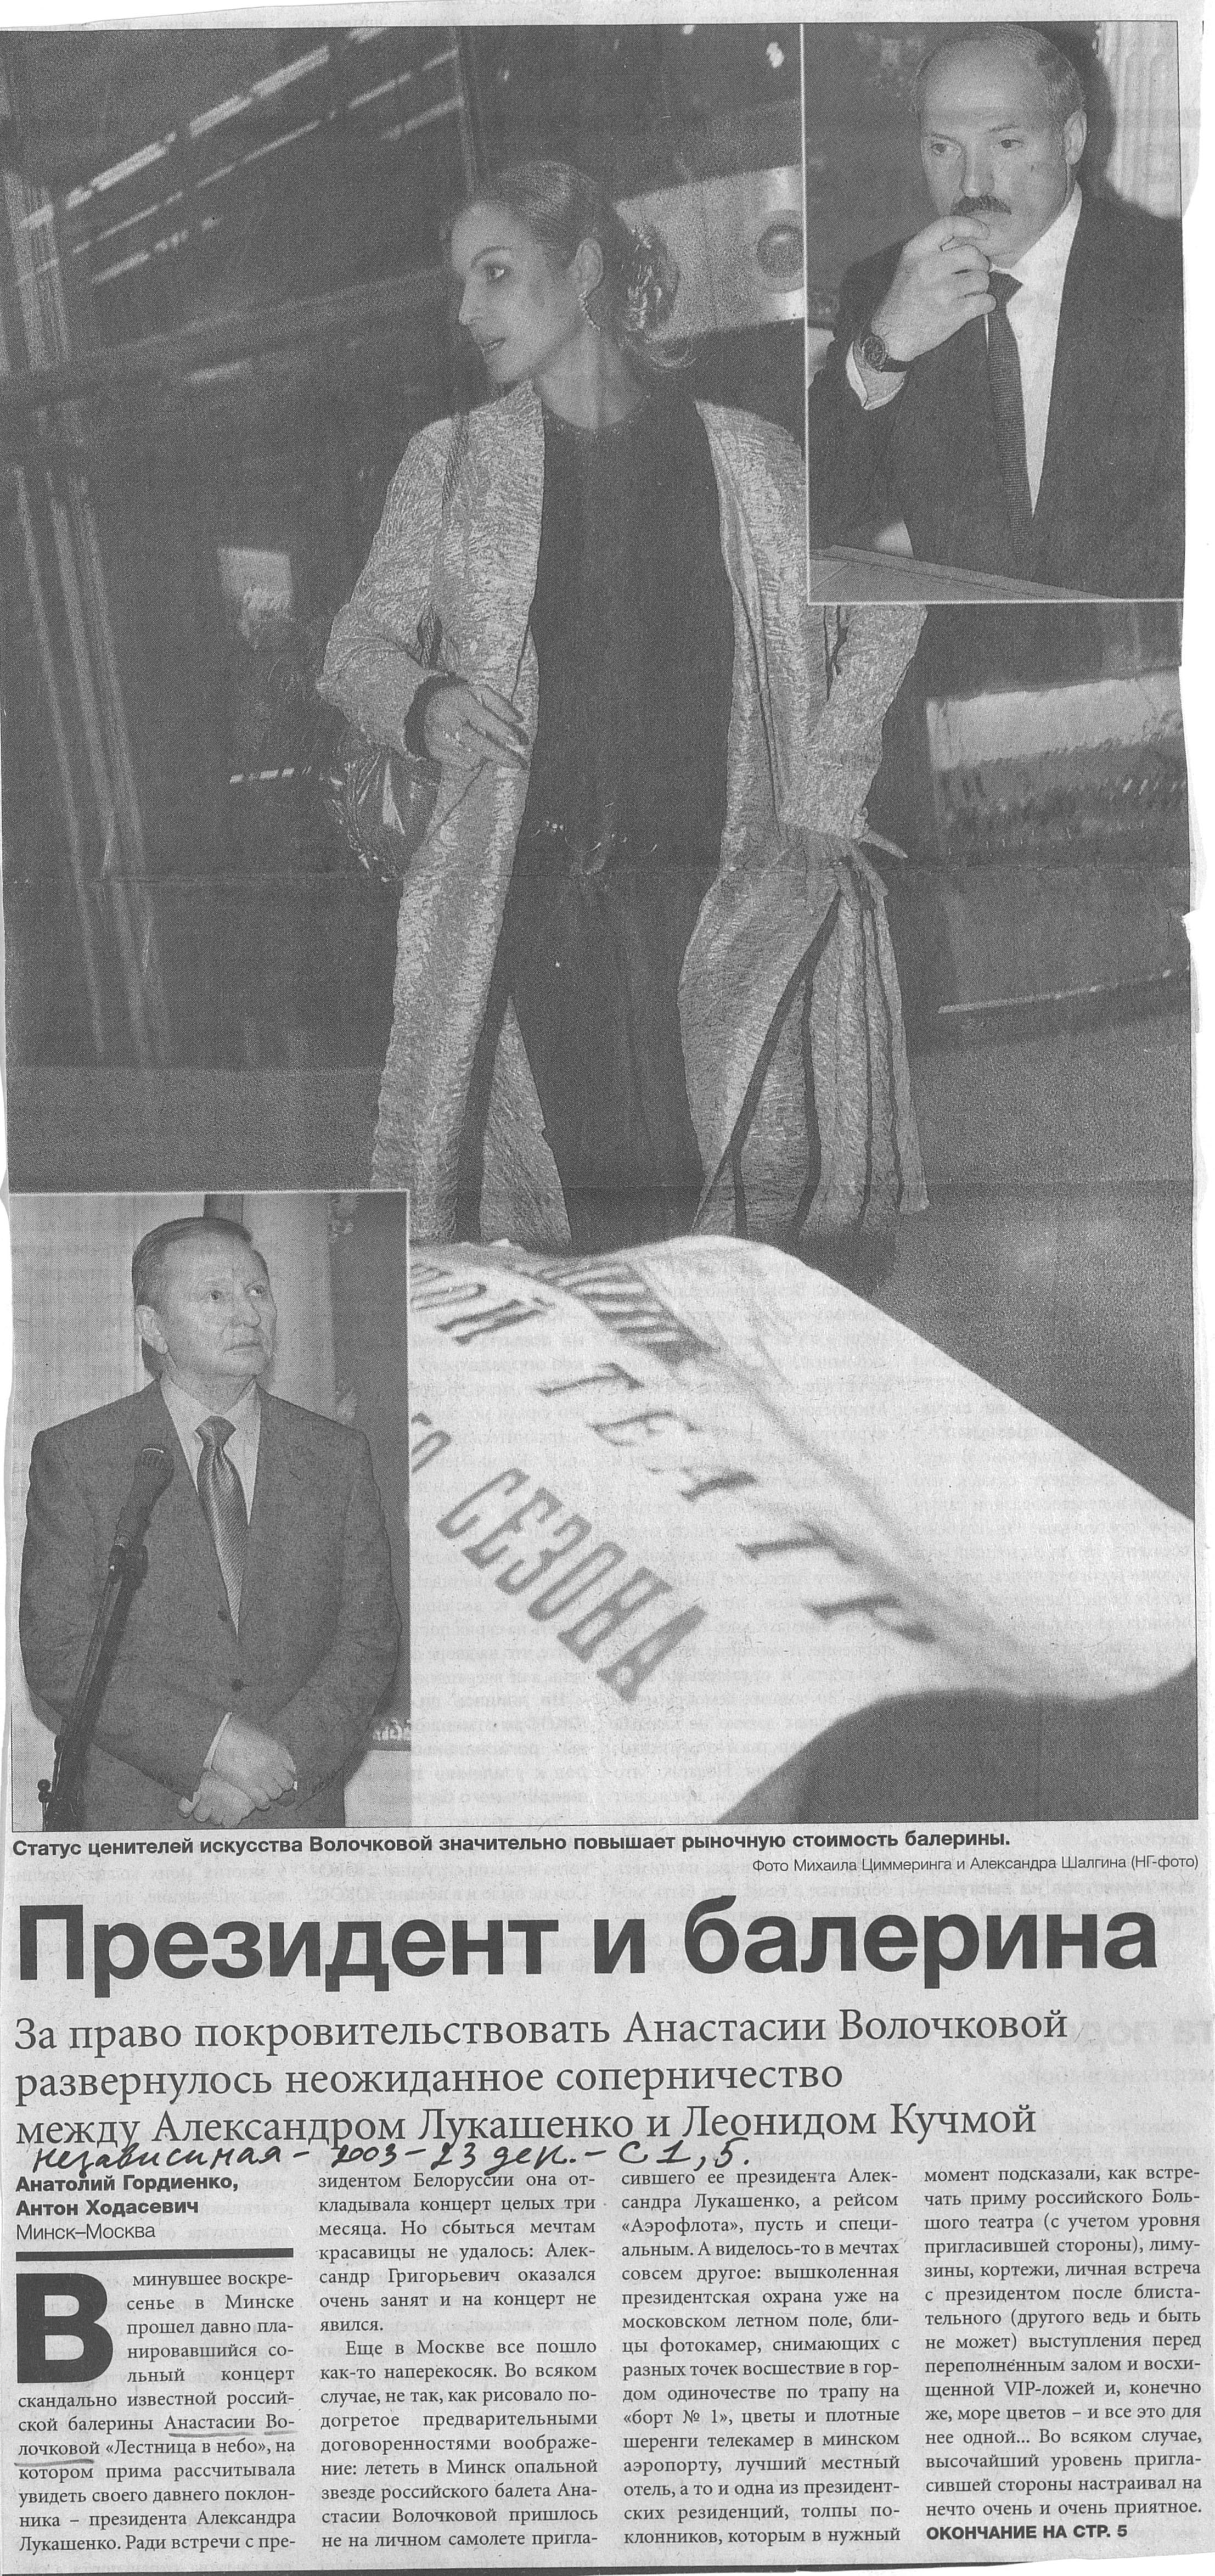 ТЕАТР
СЕЗОНА
Статус ценителей искусства Волочковой значительно повышает рыночную стоимость балерины.
Фото Михаила Циммеринга и Александра Шалгина (НГ-фото)
Президент и балерина
За право покровительствовать Анастасии Волочковой
развернулось неожиданное соперничество
между Александром Лукашенко и Леонидом Кучмой
Независимая - 2003 - 23 дек. - С 1, 5.
Анатолий Гордиенко,
Антон Ходасевич
Минск–Москва
В минувшее воскре-
сенье в Минске
прошел давно пла-
нировавшийся со-
льный концерт
скандально известной россий-
ской балерины Анастасии Во-
лочковой «Лестница в небо», на
котором прима рассчитывала
увидеть своего давнего поклон-
ника – президента Александра
Лукашенко. Ради встречи с пре-
зидентом Белоруссии она от-
кладывала концерт целых три
месяца. Но сбыться мечтам
красавицы не удалось: Алек-
сандр Григорьевич оказался
очень занят и на концерт не
явился.
Еще в Москве все пошло
как-то наперекосяк. Во всяком
случае, не так, как рисовало по-
догретое предварительными
договоренностями воображе-
ние: лететь в Минск опальной
звезде российского балета Ана-
стасии Волочковой пришлось
не на личном самолете пригла-
сившего ее президента Алек-
сандра Лукашенко, а рейсом
«Аэрофлота», пусть и специ-
альным. А виделось-то в мечтах
совсем другое: вышколенная
президентская охрана уже на
московском летном поле, бли-
цы фотокамер, снимающих с
разных точек восшествие в гор-
дом одиночестве по трапу на
«борт № 1», цветы и плотные
шеренги телекамер в минском
аэропорту, лучший местный
отель, а то и одна из президент-
ских резиденций, толпы по-
клонников, которым в нужный
момент подсказали, как встре-
чать приму российского Боль-
шого театра (с учетом уровня
пригласившей стороны), лиму-
зины, кортежи, личная встреча
с президентом после блиста-
тельного (другого ведь и быть
не может) выступления перед
переполненным залом и восхи-
щенной VIP-ложей и, конечно
же, море цветов – и все это для
нее одной... Во всяком случае,
высочайший уровень пригла-
сившей стороны настраивал на
нечто очень и очень приятное.
ОКОНЧАНИЕ НА СТР. 5